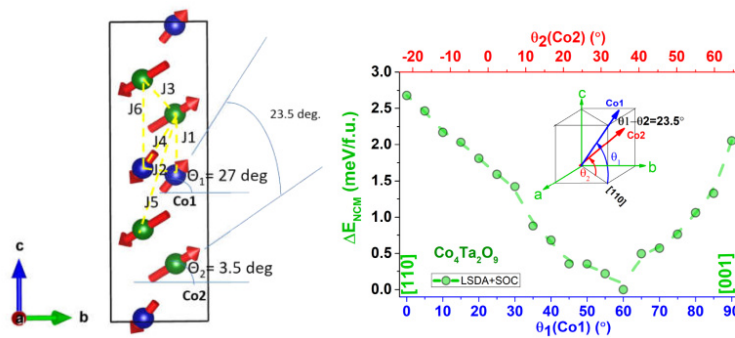 J3
J6
J4
J1
J2
J5
23.5 deg.
Θ₁= 27 deg
Co1
Θ₂= 3.5 deg
Co2
c
a
b
θ₂(Co2) (°)
-20 -10 0 10 20 30 40 50 60
3.0
2.5
2.0
1.5
1.0
0.5
0.0
ΔE_NCM (meV/f.u.)
c
Co1
θ1-θ2=23.5°
Co2
θ₁
θ₂
b
a
[110]
Co₄Ta₂O₉
LSDA+SOC
[110]
[001]
0 10 20 30 40 50 60 70 80 90
θ₁(Co1) (°)